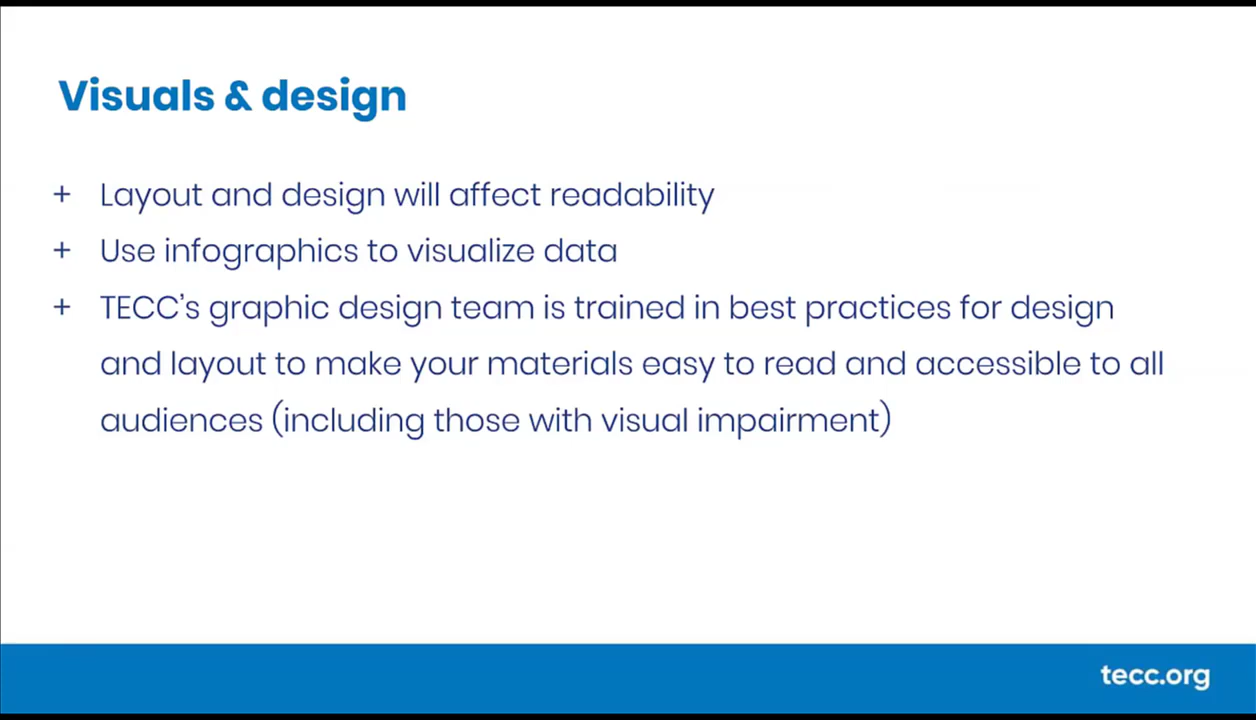 Visuals & design
+ Layout and design will affect readability
+ Use infographics to visualize data
+ TECC's graphic design team is trained in best practices for design
and layout to make your materials easy to read and accessible to all
audiences (including those with visual impairment)
tecc.org